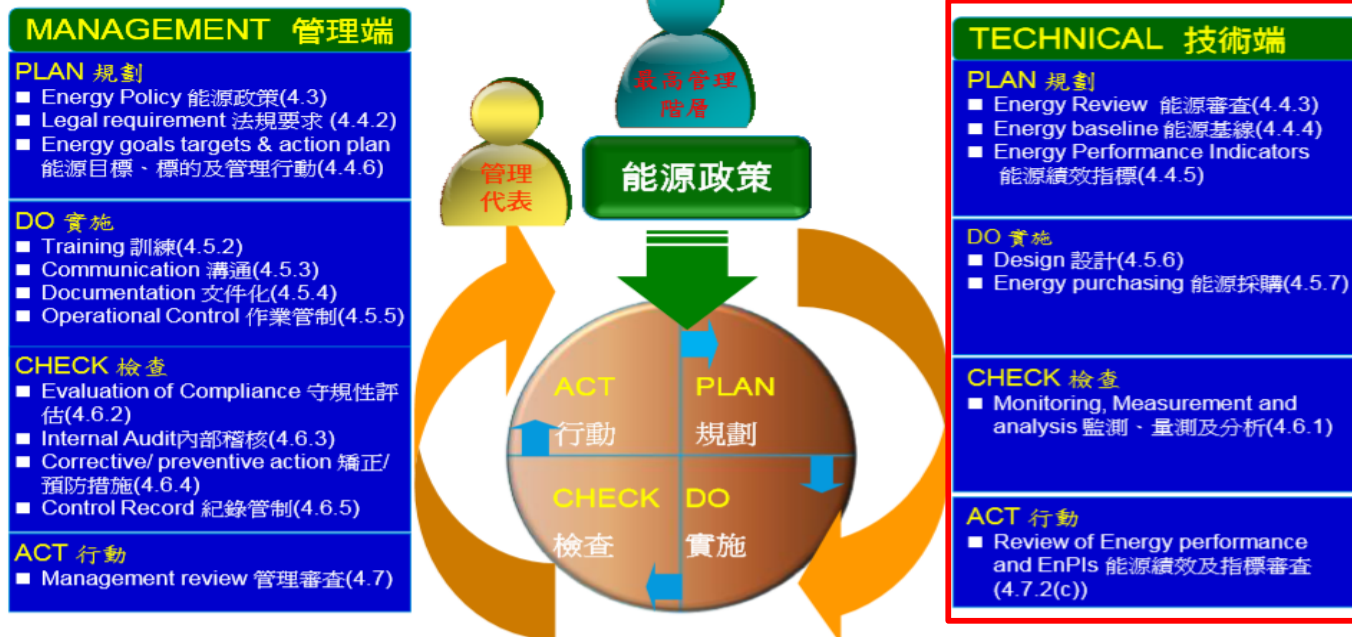 MANAGEMENT 管理端
PLAN 規劃
■ Energy Policy 能源政策(4.3)
■ Legal requirement 法規要求 (4.4.2)
■ Energy goals targets & action plan
能源目標、標的及管理行動(4.4.6)
DO 實施
■ Training 訓練(4.5.2)
■ Communication 溝通(4.5.3)
■ Documentation 文件化(4.5.4)
■ Operational Control 作業管制(4.5.5)
CHECK 檢查
■ Evaluation of Compliance 守規性評
估(4.6.2)
■ Internal Audit內部稽核(4.6.3)
■ Corrective/ preventive action 矯正/
預防措施(4.6.4)
■ Control Record 紀錄管制(4.6.5)
ACT 行動
■ Management review 管理審查(4.7)
最高管理
階層
管理
代表
能源政策
ACT
行動
PLAN
規劃
CHECK
檢查
DO
實施
TECHNICAL 技術端
PLAN 規劃
■ Energy Review 能源審查(4.4.3)
■ Energy baseline 能源基線(4.4.4)
■ Energy Performance Indicators
能源績效指標(4.4.5)
DO 實施
■ Design 設計(4.5.6)
■ Energy purchasing 能源採購(4.5.7)
CHECK 檢查
■ Monitoring, Measurement and
analysis 監測、量測及分析(4.6.1)
ACT 行動
■ Review of Energy performance
and EnPIs 能源績效及指標審查
(4.7.2(c))